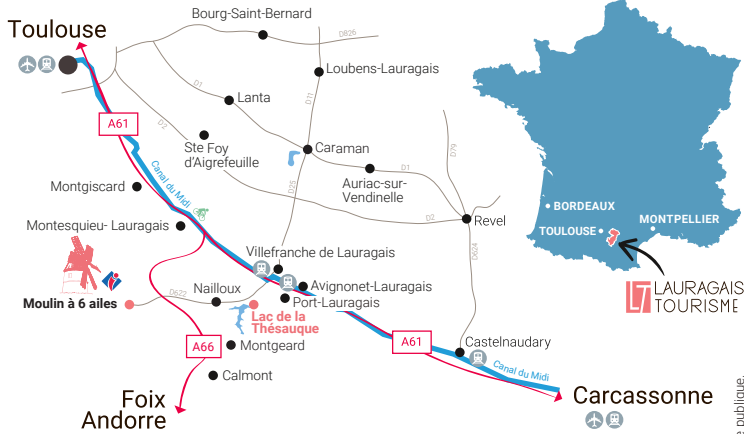 Bourg-Saint-Bernard
Toulouse
D826
Loubens-Lauragais
D1
D11
Lanta
A61
D2
Ste Foy
d'Aigrefeuille
Caraman
D79
D1
Canal du Midi
Auriac-sur-
Vendinelle
D25
Montgiscard
D2
Revel
Montesquieu- Lauragais
BORDEAUX
MONTPELLIER
TOULOUSE
Villefranche de Lauragais
D624
LT LAURAGAIS
TOURISME
Avignonet-Lauragais
Port-Lauragais
Nailloux
D622
Moulin à 6 ailes
Lac de la
Thésauque
A61
A66
Montgeard
Castelnaudary
Canal du Midi
Calmont
Foix
Andorre
Carcassonne
e publique.